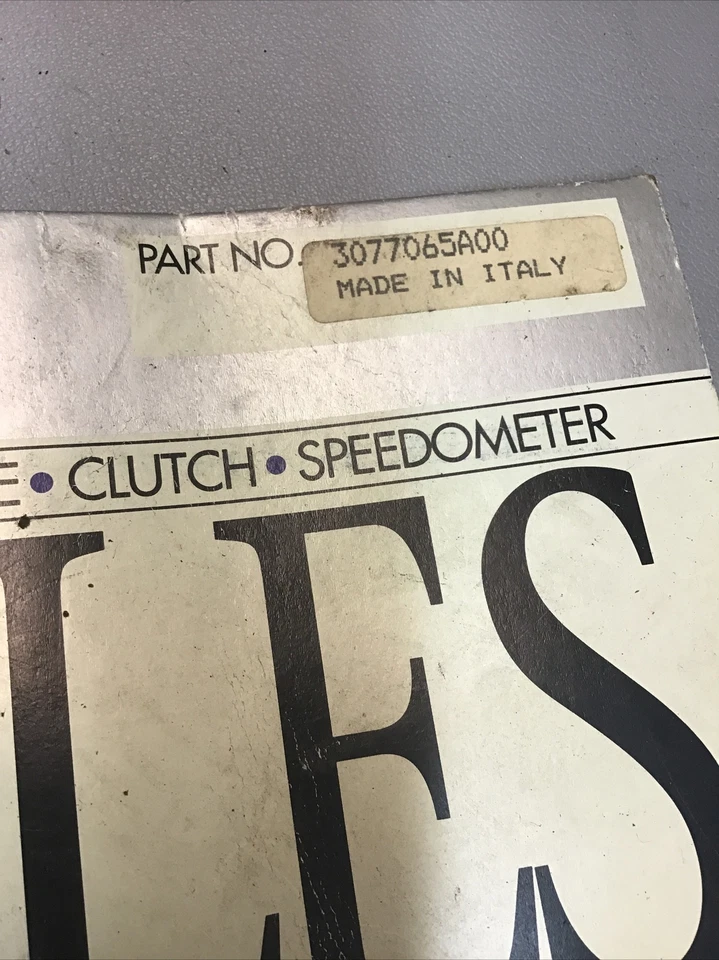 PART NO. 3077065A00
MADE IN ITALY
E • CLUTCH • SPEEDOMETER
LES